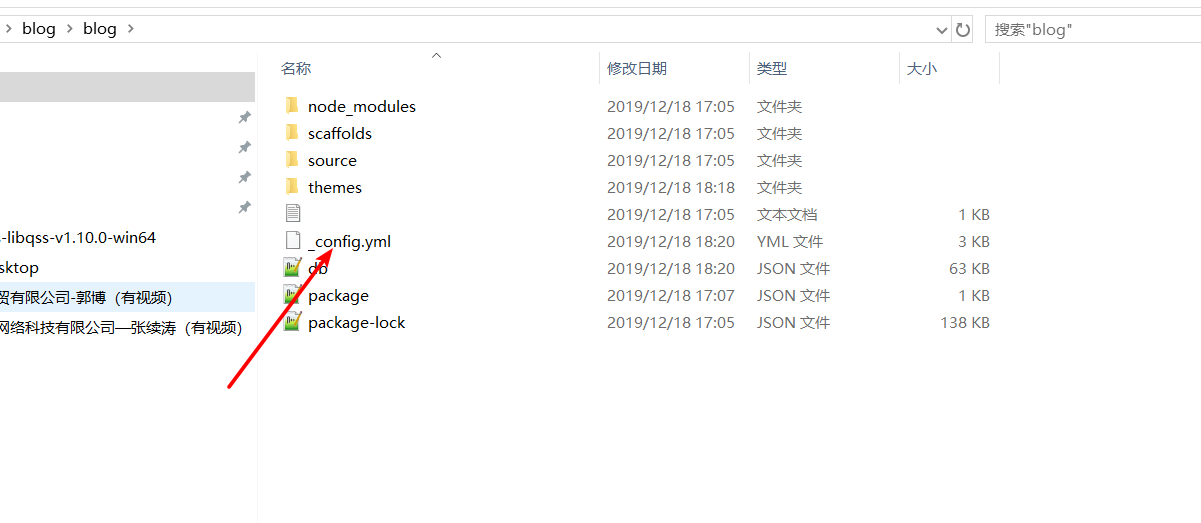 blog > blog >
搜索"blog"
名称 修改日期 类型 大小
node_modules 2019/12/18 17:05 文件夹
scaffolds 2019/12/18 17:05 文件夹
source 2019/12/18 17:05 文件夹
themes 2019/12/18 18:18 文件夹
2019/12/18 17:05 文本文档 1 KB
_config.yml 2019/12/18 18:20 YML 文件 3 KB
db 2019/12/18 18:20 JSON 文件 63 KB
package 2019/12/18 17:07 JSON 文件 1 KB
package-lock 2019/12/18 17:05 JSON 文件 138 KB
-libqss-v1.10.0-win64
sktop
贸有限公司-郭博（有视频）
网络科技有限公司—张续涛（有视频）